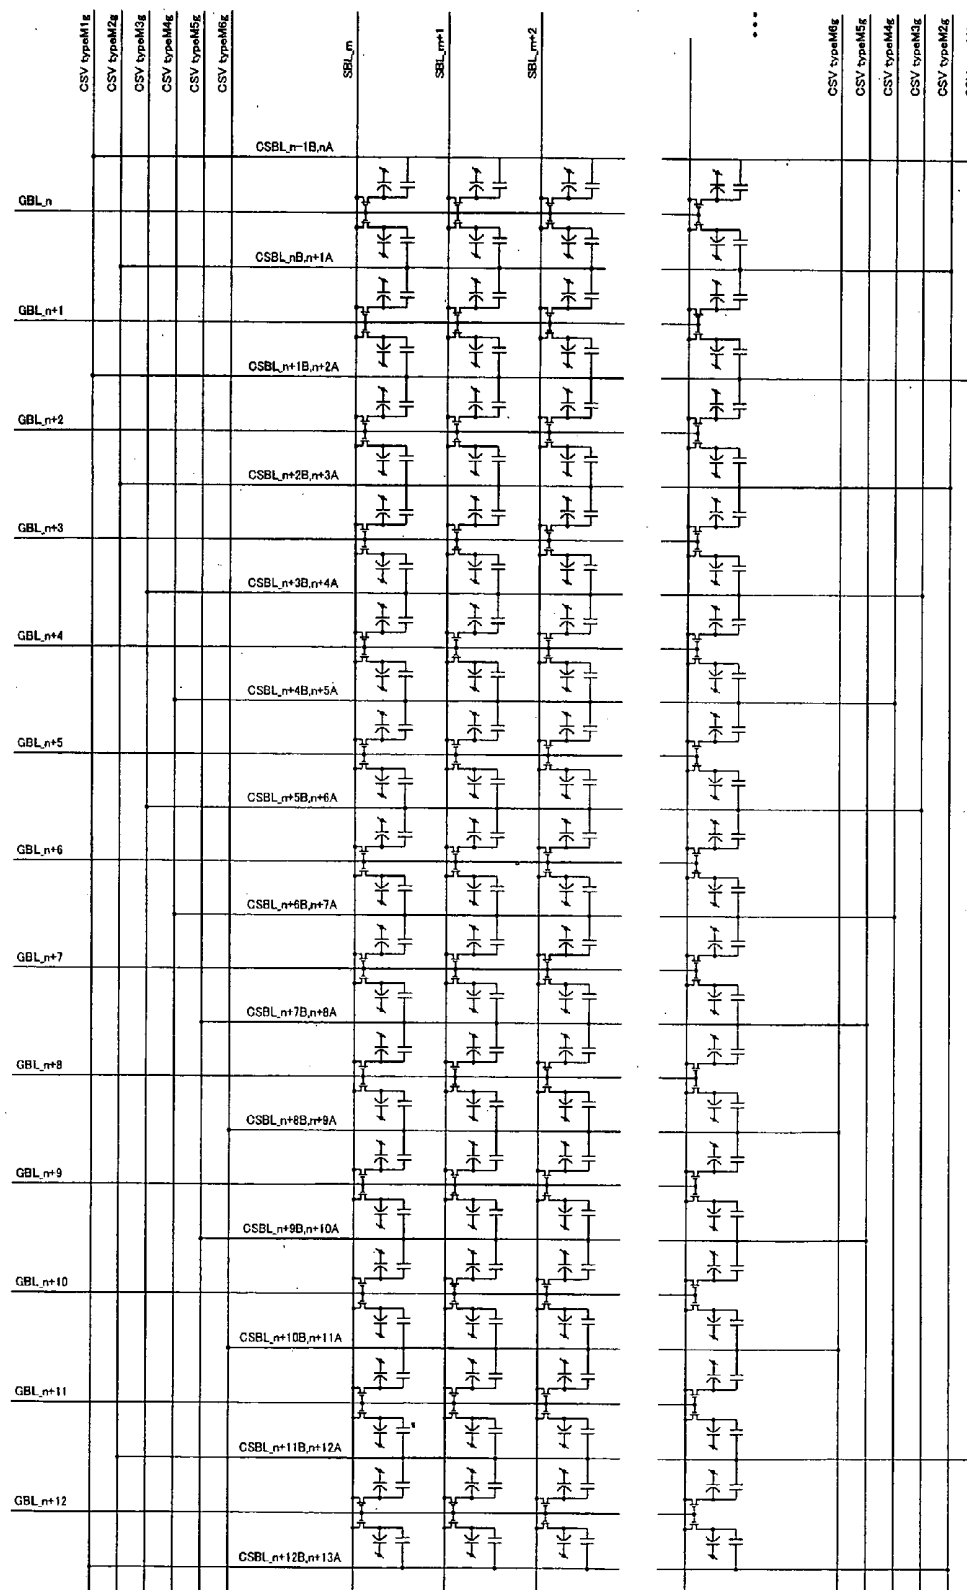 CSV typeM1g
CSV typeM2g
CSV typeM3g
CSV typeM4g
CSV typeM5g
CSV typeM6g
SBL_m
SBL_m+1
SBL_m+2
CSV typeM6g
CSV typeM5g
CSV typeM4g
CSV typeM3g
CSV typeM2g
CSBL_n-1B,nA
GBL_n
CSBL_nB,n+1A
GBL_n+1
CSBL_n+1B,n+2A
GBL_n+2
CSBL_n+2B,n+3A
GBL_n+3
CSBL_n+3B,n+4A
GBL_n+4
CSBL_n+4B,n+5A
GBL_n+5
CSBL_n+5B,n+6A
GBL_n+6
CSBL_n+6B,n+7A
GBL_n+7
CSBL_n+7B,n+8A
GBL_n+8
CSBL_n+8B,n+9A
GBL_n+9
CSBL_n+9B,n+10A
GBL_n+10
CSBL_n+10B,n+11A
GBL_n+11
CSBL_n+11B,n+12A
GBL_n+12
CSBL_n+12B,n+13A